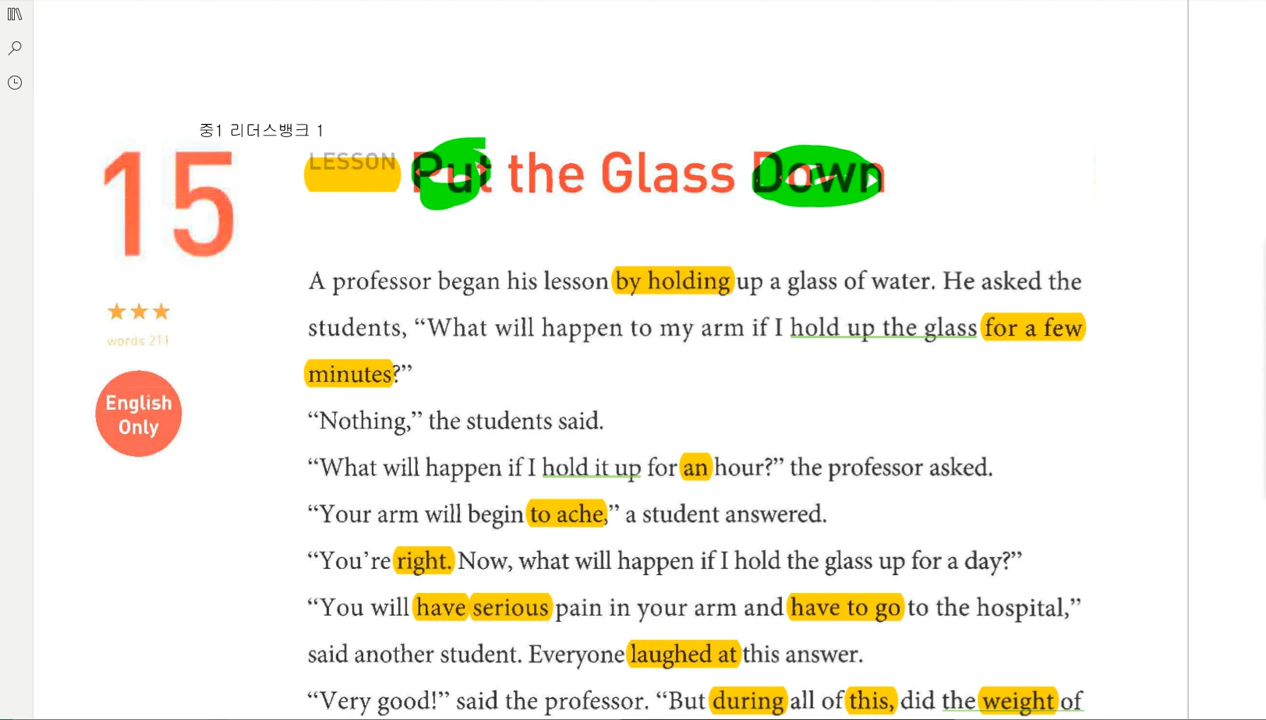 중1 리더스뱅크 1
15
LESSON
Put the Glass Down
words 211
English
Only
A professor began his lesson by holding up a glass of water. He asked the
students, “What will happen to my arm if I hold up the glass for a few
minutes?”
“Nothing,” the students said.
“What will happen if I hold it up for an hour?” the professor asked.
“Your arm will begin to ache,” a student answered.
“You’re right. Now, what will happen if I hold the glass up for a day?”
“You will have serious pain in your arm and have to go to the hospital,”
said another student. Everyone laughed at this answer.
“Very good!” said the professor. “But during all of this, did the weight of